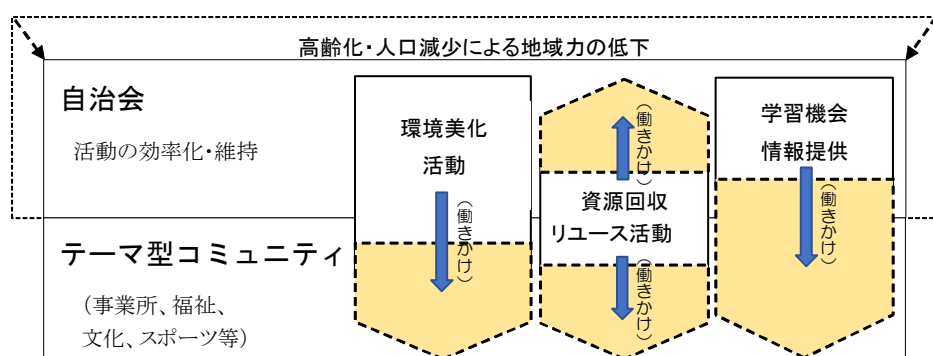 高齢化・人口減少による地域力の低下
自治会
活動の効率化・維持
環境美化
活動
(働きかけ)
(働きかけ)
資源回収
リユース活動
(働きかけ)
学習機会
情報提供
(働きかけ)
テーマ型コミュニティ
(事業所、福祉、
文化、スポーツ等)